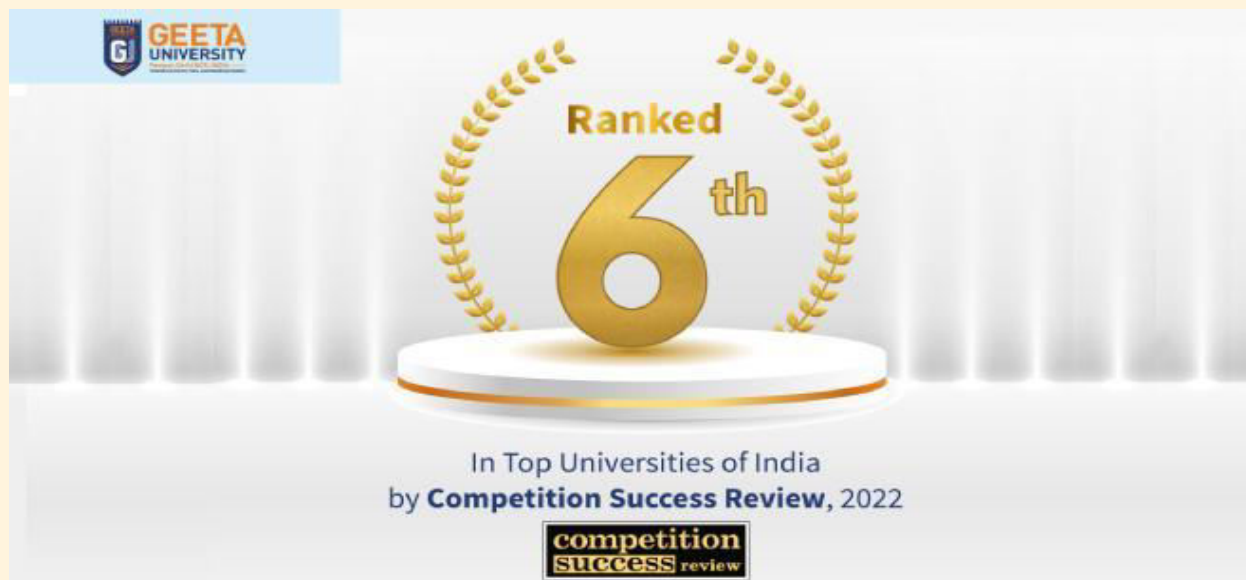 GEETA
UNIVERSITY
Ranked
6th
In Top Universities of India
by Competition Success Review, 2022
competition
success review